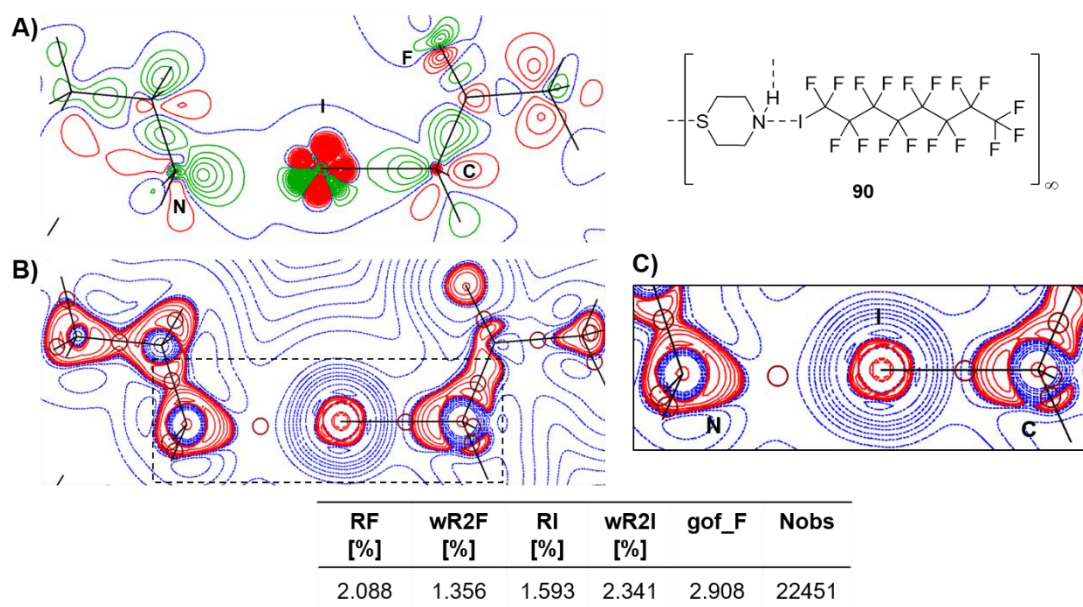 A)
F
I
C
N
F F F F F F F F
H
F
S
N
I
F
F F F F F F F
90
∞
B)
C)
I
N
C
RF [%]
wR2F [%]
RI [%]
wR2I [%]
gof_F
Nobs
2.088 1.356 1.593 2.341 2.908 22451